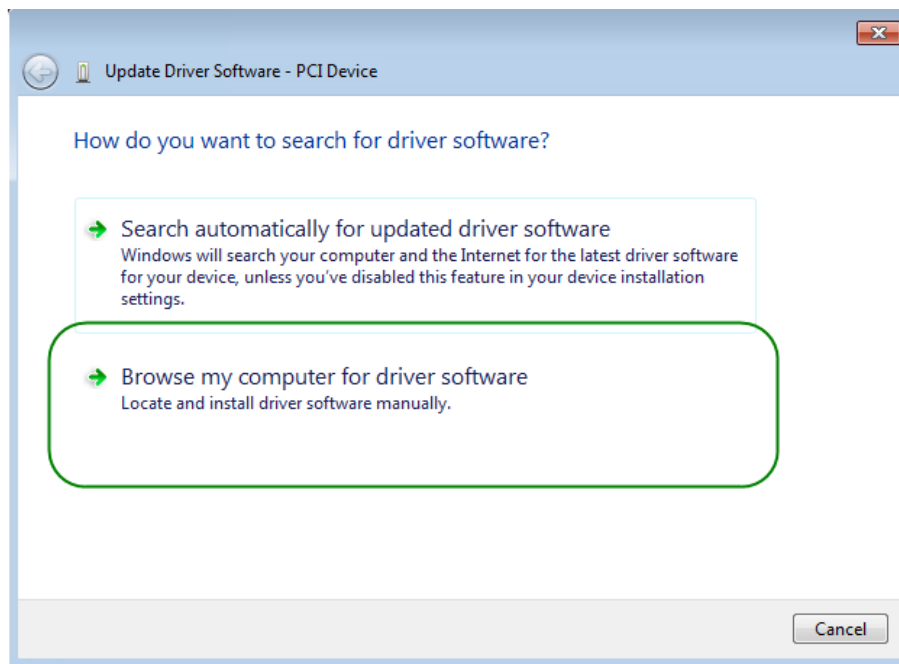 Update Driver Software - PCI Device
How do you want to search for driver software?
Search automatically for updated driver software
Windows will search your computer and the Internet for the latest driver software
for your device, unless you've disabled this feature in your device installation
settings.
Browse my computer for driver software
Locate and install driver software manually.
Cancel